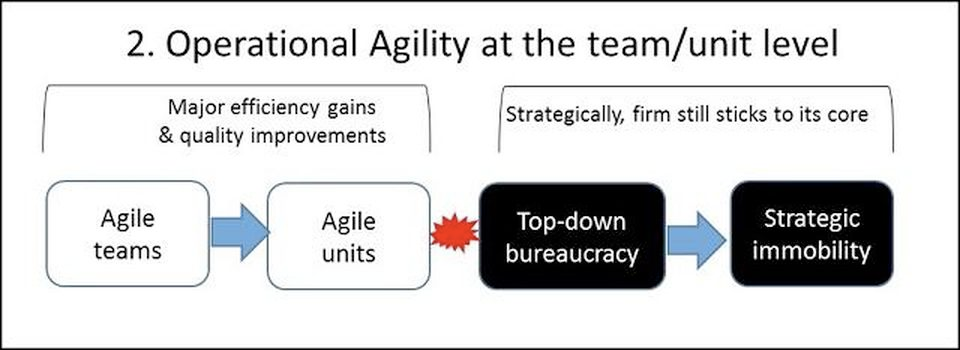 2. Operational Agility at the team/unit level
Major efficiency gains
& quality improvements
Strategically, firm still sticks to its core
Agile
teams
Agile
units
Top-down
bureaucracy
Strategic
immobility